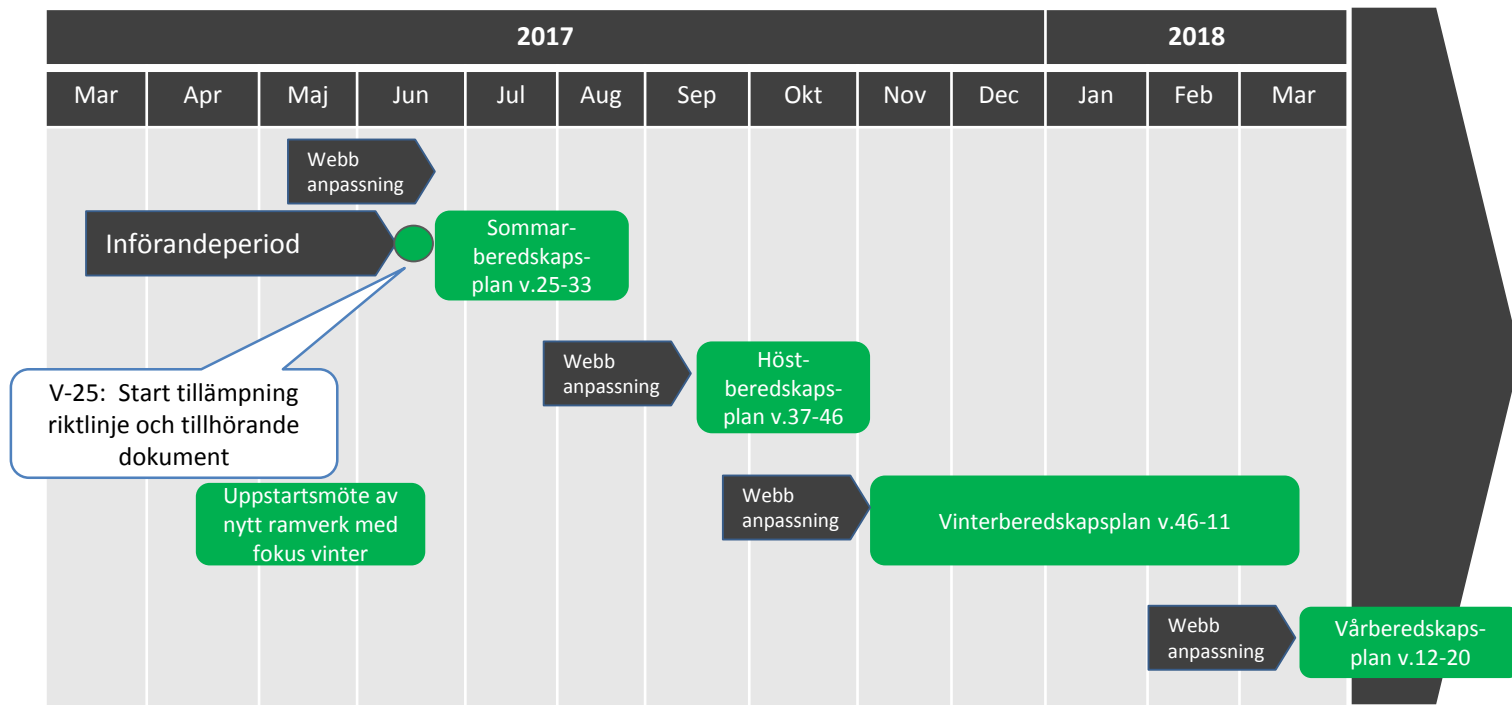 2017
2018
Mar
Apr
Maj
Jun
Jul
Aug
Sep
Okt
Nov
Dec
Jan
Feb
Mar
Webb
anpassning
Införandeperiod
Sommar-
beredskaps-
plan v.25-33
Webb
anpassning
Höst-
beredskaps-
plan v.37-46
V-25:  Start tillämpning
riktlinje och tillhörande
dokument
Uppstartsmöte av
nytt ramverk med
fokus vinter
Webb
anpassning
Vinterberedskapsplan v.46-11
Webb
anpassning
Vårberedskaps-
plan v.12-20